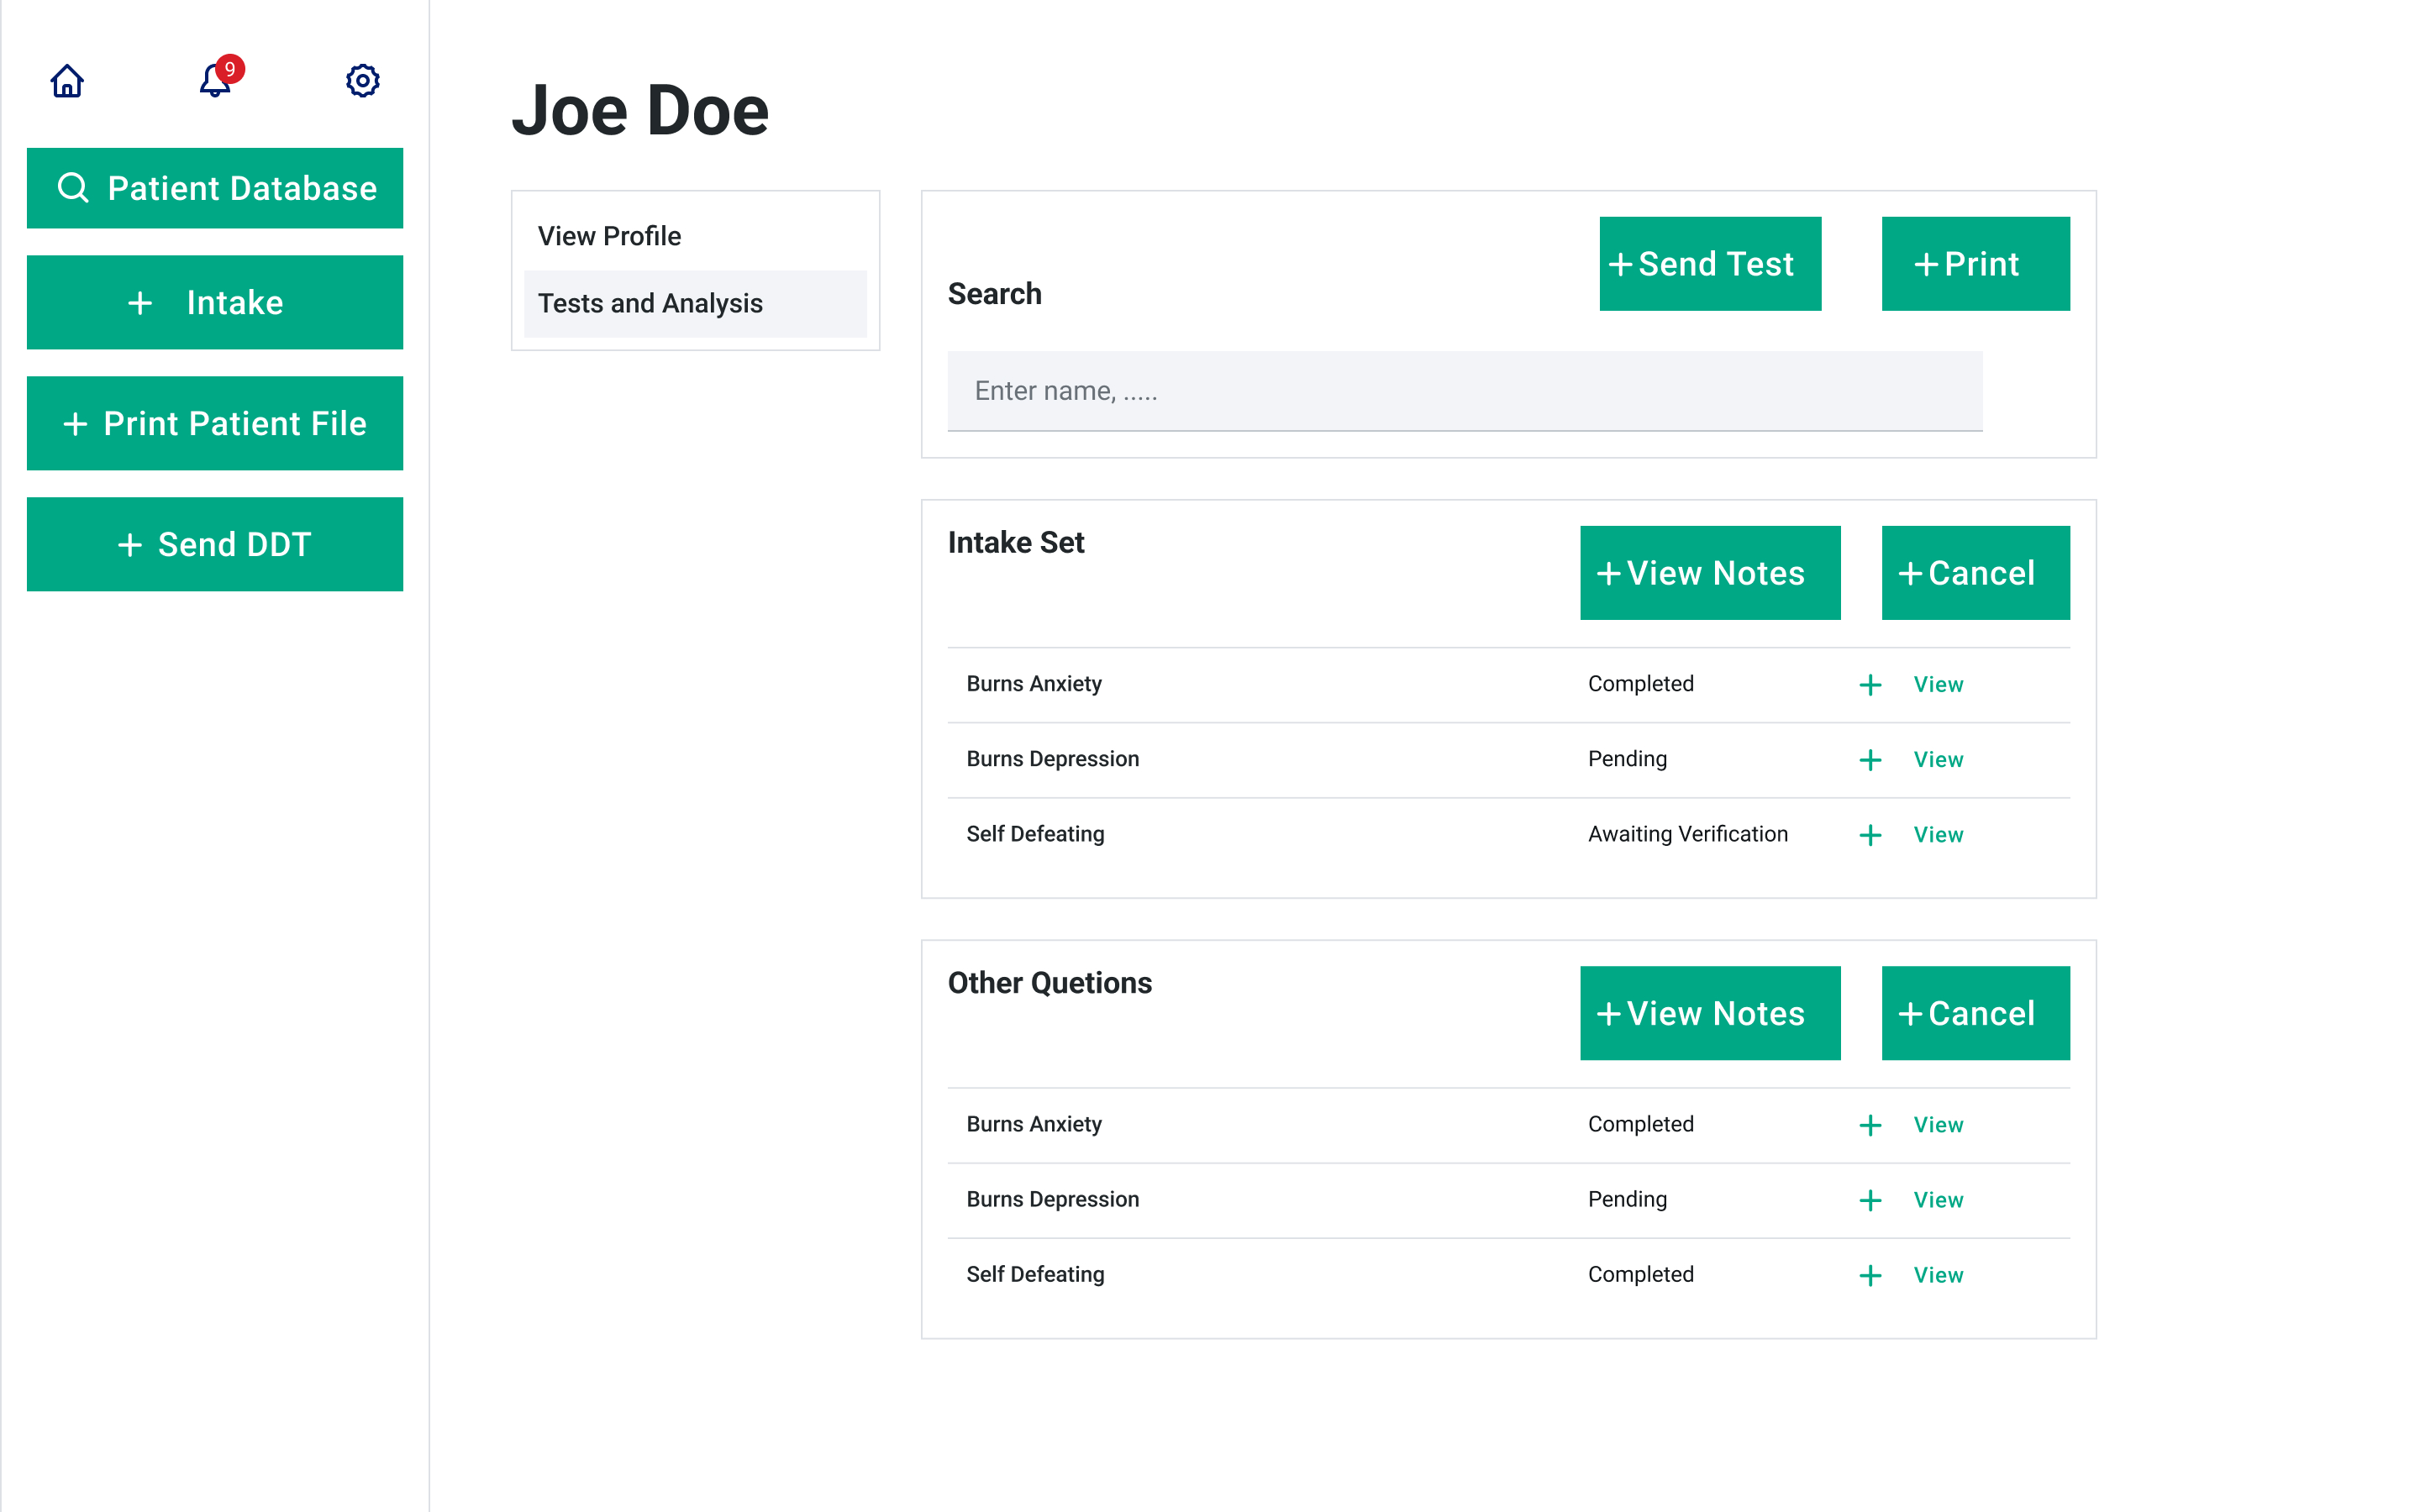 9
Joe Doe
Patient Database
+ Intake
+ Print Patient File
+ Send DDT
View Profile
Tests and Analysis
Search
+ Send Test
+ Print
Enter name, .....
Intake Set
+ View Notes
+ Cancel
Burns Anxiety Completed + View
Burns Depression Pending + View
Self Defeating Awaiting Verification + View
Other Quetions
+ View Notes
+ Cancel
Burns Anxiety Completed + View
Burns Depression Pending + View
Self Defeating Completed + View